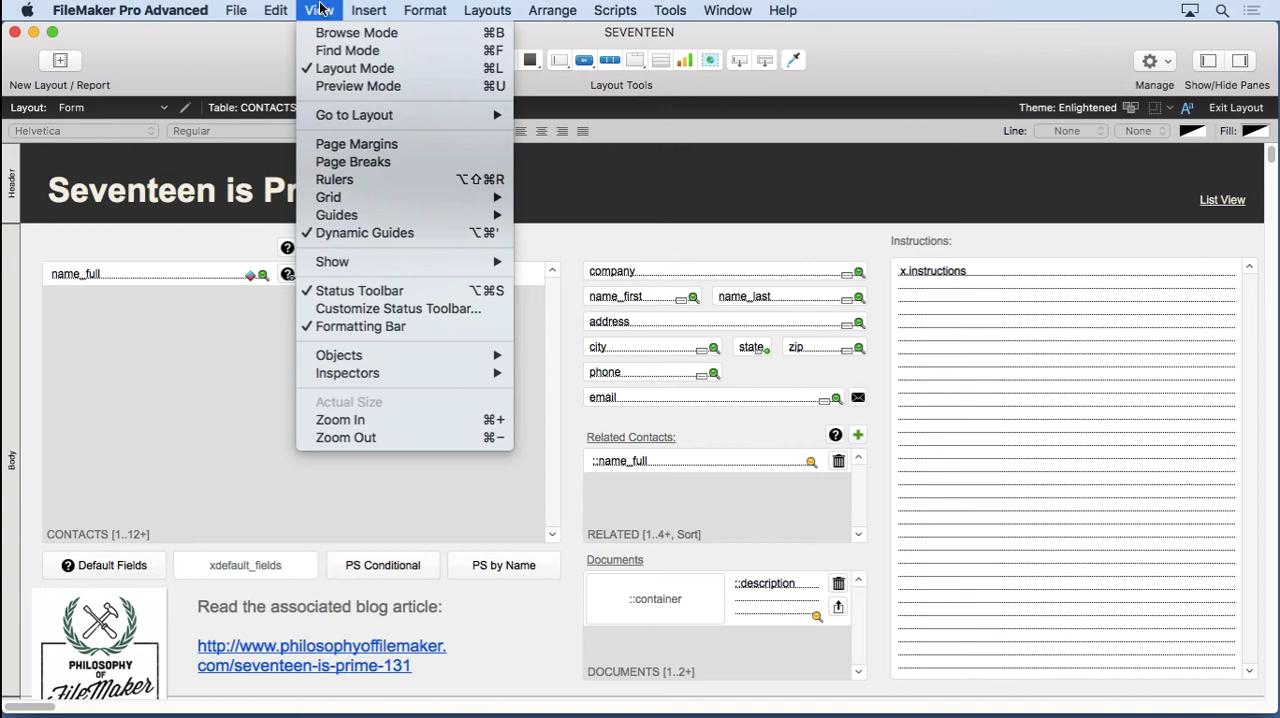 FileMaker Pro Advanced File Edit View Insert Format Layouts Arrange Scripts Tools Window Help
SEVENTEEN
New Layout / Report
Layout Tools
Manage
Show/Hide Panes
Layout: Form
Table: CONTACTS
Theme: Enlightened
Exit Layout
Helvetica
Regular
Line:
None
None
Fill:
Browse Mode ⌘B
Find Mode ⌘F
✓ Layout Mode ⌘L
Preview Mode ⌘U
Go to Layout
Page Margins
Page Breaks
Rulers ⌥⇧⌘R
Grid
Guides
✓ Dynamic Guides ⌥⌘'
Show
✓ Status Toolbar ⌥⌘S
Customize Status Toolbar...
✓ Formatting Bar
Objects
Inspectors
Actual Size
Zoom In ⌘+
Zoom Out ⌘−
Header
Seventeen is Pr
List View
Body
name_full
CONTACTS [1..12+]
company
name_first
name_last
address
city
state
zip
phone
email
Related Contacts:
::name_full
RELATED [1..4+, Sort]
Documents
::container
::description
DOCUMENTS [1..2+]
Instructions:
x.instructions
Default Fields
xdefault_fields
PS Conditional
PS by Name
PHILOSOPHY
OF
FileMaker
Read the associated blog article:
http://www.philosophyoffilemaker.
com/seventeen-is-prime-131